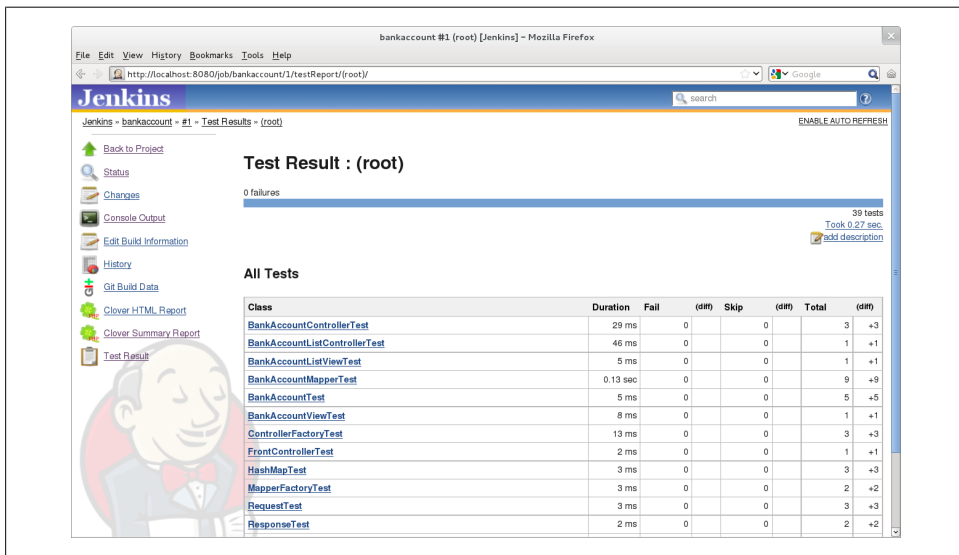 bankaccount #1 (root) [Jenkins] – Mozilla Firefox
File Edit View History Bookmarks Tools Help
http://localhost:8080/job/bankaccount/1/testReport/(root)/
Google
Jenkins
search
Jenkins » bankaccount » #1 » Test Results » (root)
ENABLE AUTO REFRESH
Back to Project
Status
Changes
Console Output
Edit Build Information
History
Git Build Data
Clover HTML Report
Clover Summary Report
Test Result
Test Result : (root)
0 failures
39 tests
Took 0.27 sec.
add description
All Tests
Class Duration Fail (diff) Skip (diff) Total (diff)
BankAccountControllerTest 29 ms 0 0 3 +3
BankAccountListControllerTest 46 ms 0 0 1 +1
BankAccountListViewTest 5 ms 0 0 1 +1
BankAccountMapperTest 0.13 sec 0 0 9 +9
BankAccountTest 5 ms 0 0 5 +5
BankAccountViewTest 8 ms 0 0 1 +1
ControllerFactoryTest 13 ms 0 0 3 +3
FrontControllerTest 2 ms 0 0 1 +1
HashMapTest 3 ms 0 0 3 +3
MapperFactoryTest 3 ms 0 0 2 +2
RequestTest 3 ms 0 0 3 +3
ResponseTest 2 ms 0 0 2 +2